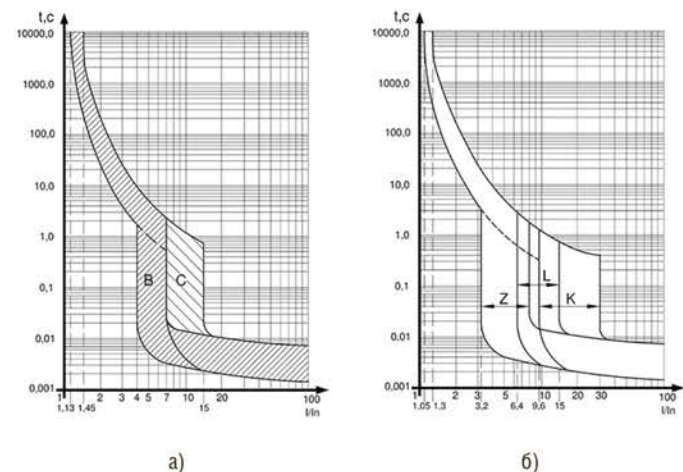 t,c
10000,0
1000,0
100,0
10,0
1,0
0,1
0,01
0,001
B
C
1 2 3 4 5 7 10 20 100
1,13 1,45 15 I/In
а)
t,c
10000,0
1000,0
100,0
10,0
1,0
0,1
0,01
0,001
L
Z K
1 2 3 5 10 30 100
1,05 1,3 3,2 6,4 9,6 15 I/In
б)